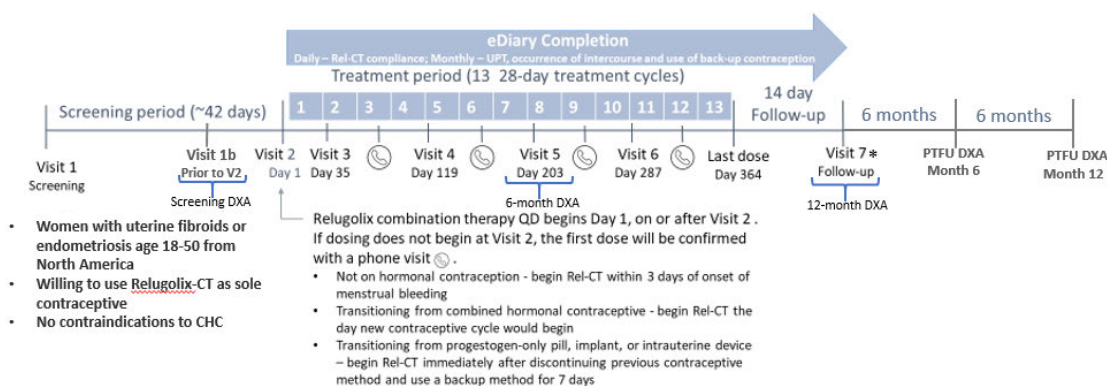 eDiary Completion
Daily – Rel-CT compliance; Monthly – UPT, occurrence of intercourse and use of back-up contraception
Treatment period (13 28-day treatment cycles)
1 2 3 4 5 6 7 8 9 10 11 12 13
Screening period (~42 days)
14 day
Follow-up
6 months
6 months
Visit 1
Screening
Visit 1b
Prior to V2
Screening DXA
Visit 2
Day 1
Visit 3
Day 35
Visit 4
Day 119
Visit 5
Day 203
6-month DXA
Visit 6
Day 287
Last dose
Day 364
Visit 7*
Follow-up
12-month DXA
PTFU DXA
Month 6
PTFU DXA
Month 12
• Women with uterine fibroids or
endometriosis age 18-50 from
North America
• Willing to use Relugolix-CT as sole
contraceptive
• No contraindications to CHC
Relugolix combination therapy QD begins Day 1, on or after Visit 2 .
If dosing does not begin at Visit 2, the first dose will be confirmed
with a phone visit .
• Not on hormonal contraception - begin Rel-CT within 3 days of onset of
menstrual bleeding
• Transitioning from combined hormonal contraceptive - begin Rel-CT the
day new contraceptive cycle would begin
• Transitioning from progestogen-only pill, implant, or intrauterine device
– begin Rel-CT immediately after discontinuing previous contraceptive
method and use a backup method for 7 days